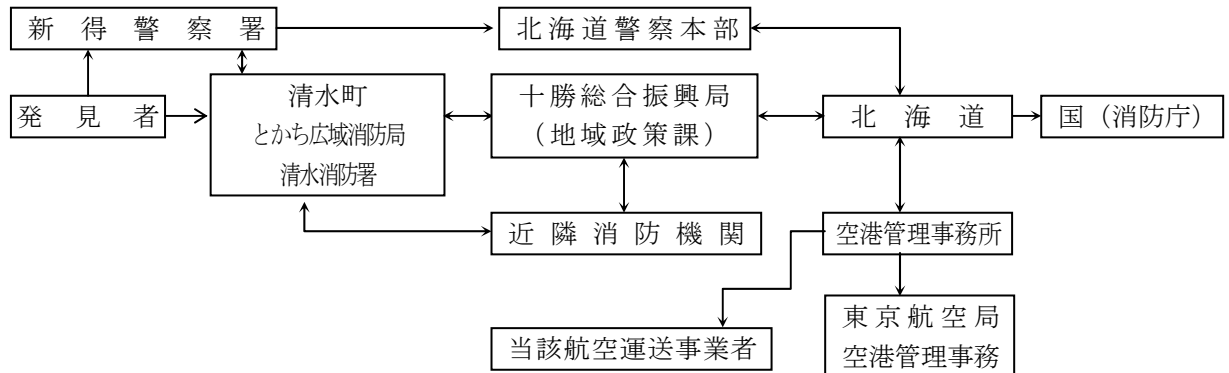 新得警察署
北海道警察本部
発見者
清水町
とかち広域消防局
清水消防署
十勝総合振興局
（地域政策課）
北海道
国（消防庁）
近隣消防機関
空港管理事務所
当該航空運送事業者
東京航空局
空港管理事務